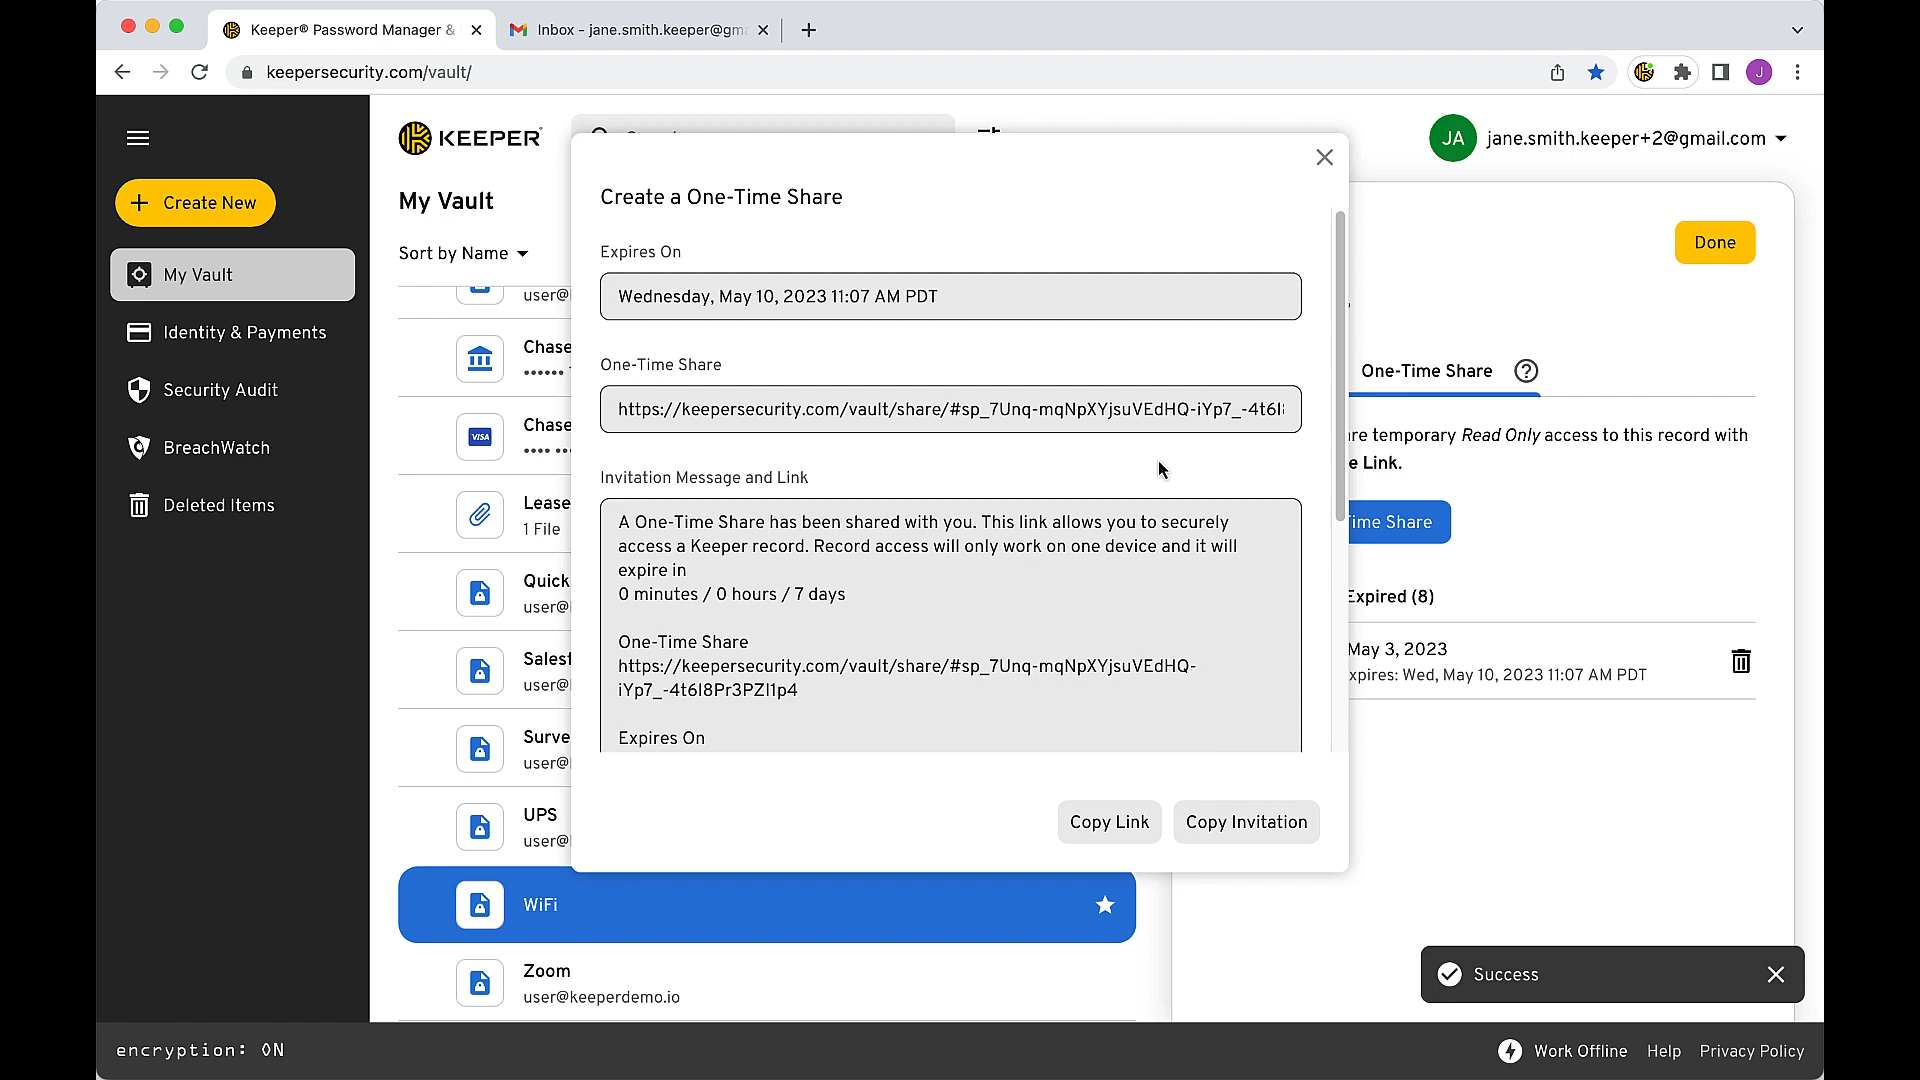 Keeper® Password Manager &
Inbox - jane.smith.keeper@gm
keepersecurity.com/vault/
J
KEEPER
JA
jane.smith.keeper+2@gmail.com
Create New
My Vault
Identity & Payments
Security Audit
BreachWatch
Deleted Items
My Vault
Sort by Name
user@
Chase
Chase
VISA
Lease
1 File
Quick
user@
Salesf
user@
Surve
user@
UPS
user@
WiFi
Zoom
user@keeperdemo.io
Create a One-Time Share
Expires On
Wednesday, May 10, 2023 11:07 AM PDT
One-Time Share
https://keepersecurity.com/vault/share/#sp_7Unq-mqNpXYjsuVEdHQ-iYp7_-4t6I
Invitation Message and Link
A One-Time Share has been shared with you. This link allows you to securely
access a Keeper record. Record access will only work on one device and it will
expire in
0 minutes / 0 hours / 7 days
One-Time Share
https://keepersecurity.com/vault/share/#sp_7Unq-mqNpXYjsuVEdHQ-
iYp7_-4t6I8Pr3PZI1p4
Expires On
Copy Link
Copy Invitation
Done
One-Time Share
?
re temporary Read Only access to this record with
e Link.
ime Share
Expired (8)
May 3, 2023
xpires: Wed, May 10, 2023 11:07 AM PDT
Success
encryption: ON
Work Offline
Help
Privacy Policy